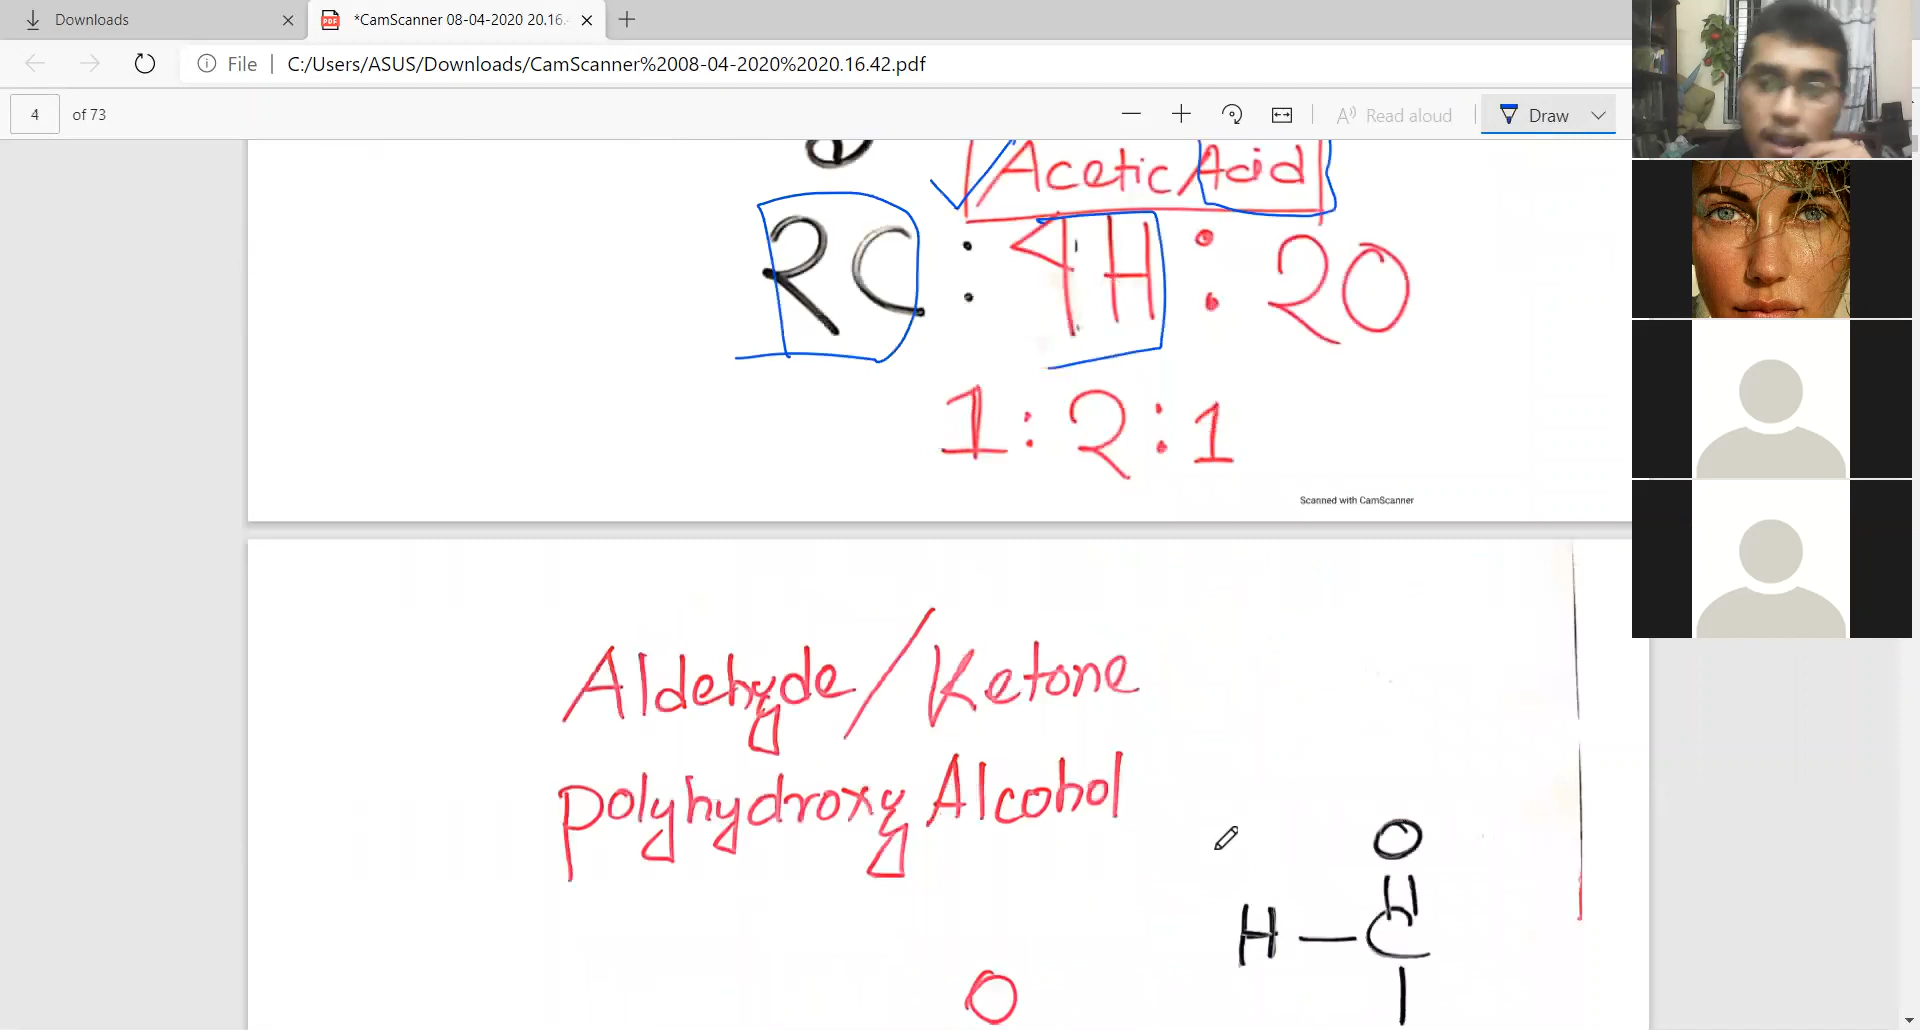 Downloads
*CamScanner 08-04-2020 20.16.
File
C:/Users/ASUS/Downloads/CamScanner%2008-04-2020%2020.16.42.pdf
4 of 73
Read aloud
Draw
Acetic Acid
2C : 4H : 2O
1 : 2 : 1
Scanned with CamScanner
Aldehyde/Ketone
polyhydroxy Alcohol
O
H – C
O